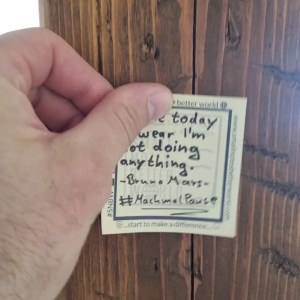 better world
today
wear I'm
not doing
anything.
-Bruno Mars-
#MachmalPause
...start to make a difference...